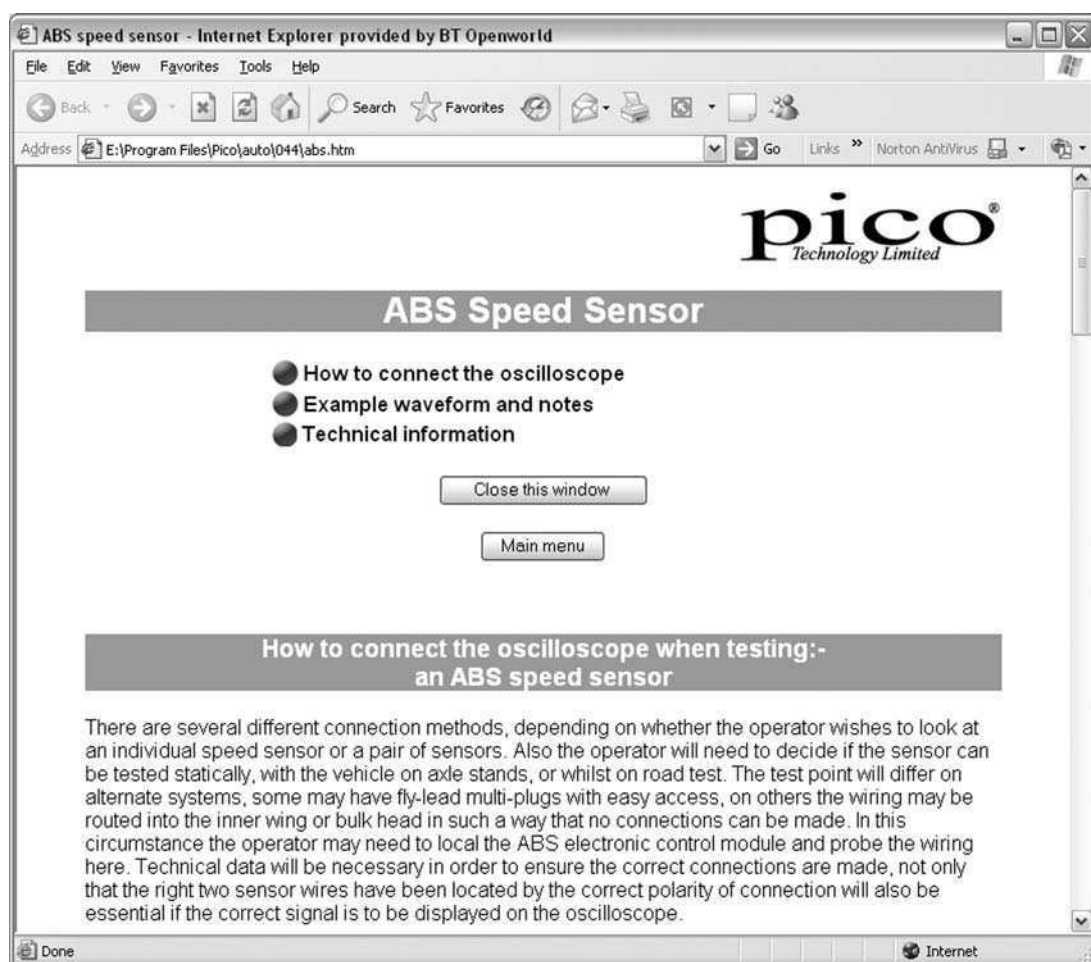 ABS speed sensor - Internet Explorer provided by BT Openworld
File Edit View Favorites Tools Help
Back Search Favorites
Address E:\Program Files\Pico\auto\044\abs.htm Go Links » Norton AntiVirus
pico®
Technology Limited
ABS Speed Sensor
How to connect the oscilloscope
Example waveform and notes
Technical information
Close this window
Main menu
How to connect the oscilloscope when testing:-
an ABS speed sensor
There are several different connection methods, depending on whether the operator wishes to look at
an individual speed sensor or a pair of sensors. Also the operator will need to decide if the sensor can
be tested statically, with the vehicle on axle stands, or whilst on road test. The test point will differ on
alternate systems, some may have fly-lead multi-plugs with easy access, on others the wiring may be
routed into the inner wing or bulk head in such a way that no connections can be made. In this
circumstance the operator may need to local the ABS electronic control module and probe the wiring
here. Technical data will be necessary in order to ensure the correct connections are made, not only
that the right two sensor wires have been located by the correct polarity of connection will also be
essential if the correct signal is to be displayed on the oscilloscope.
Done Internet